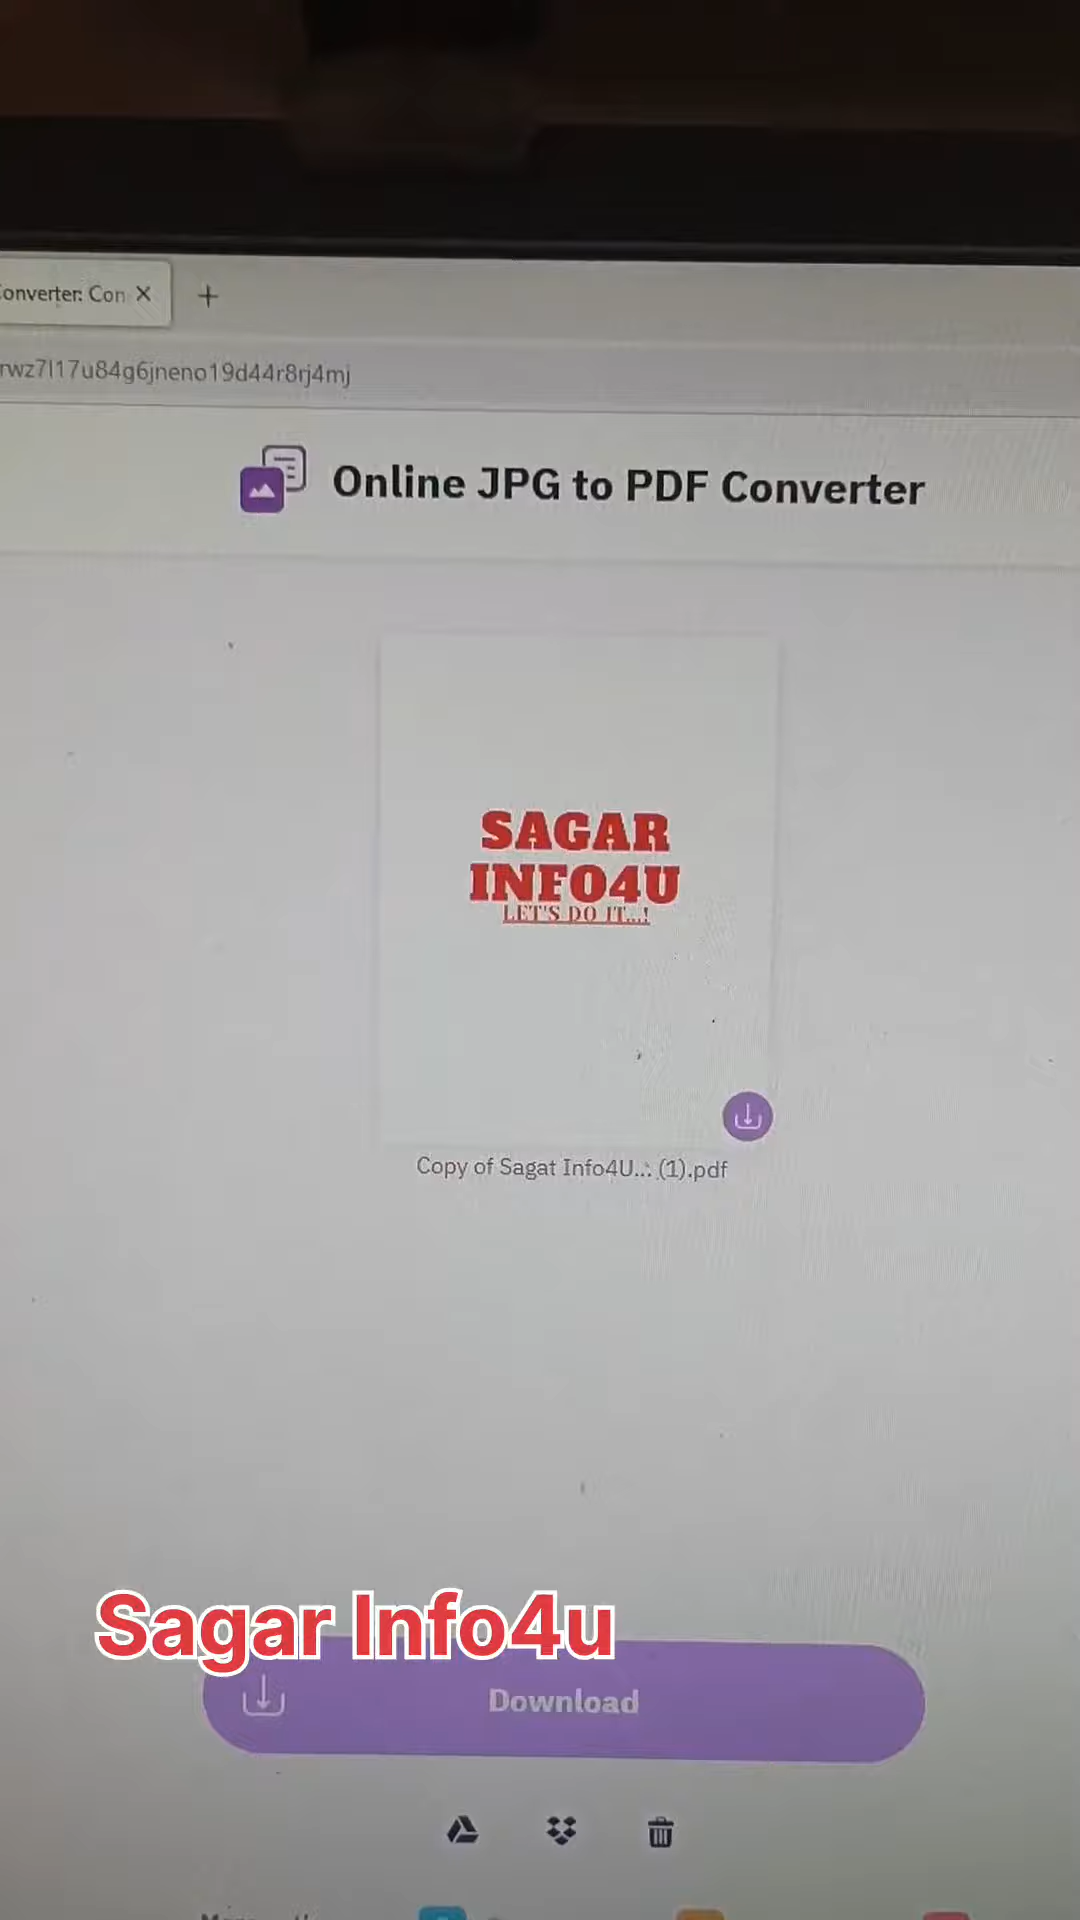 onverter: Con
rwz7l17u84g6jneno19d44r8rj4mj
Online JPG to PDF Converter
SAGAR
INFO4U
LET'S DO IT...!
Copy of Sagat Info4U... (1).pdf
Sagar Info4u
Download